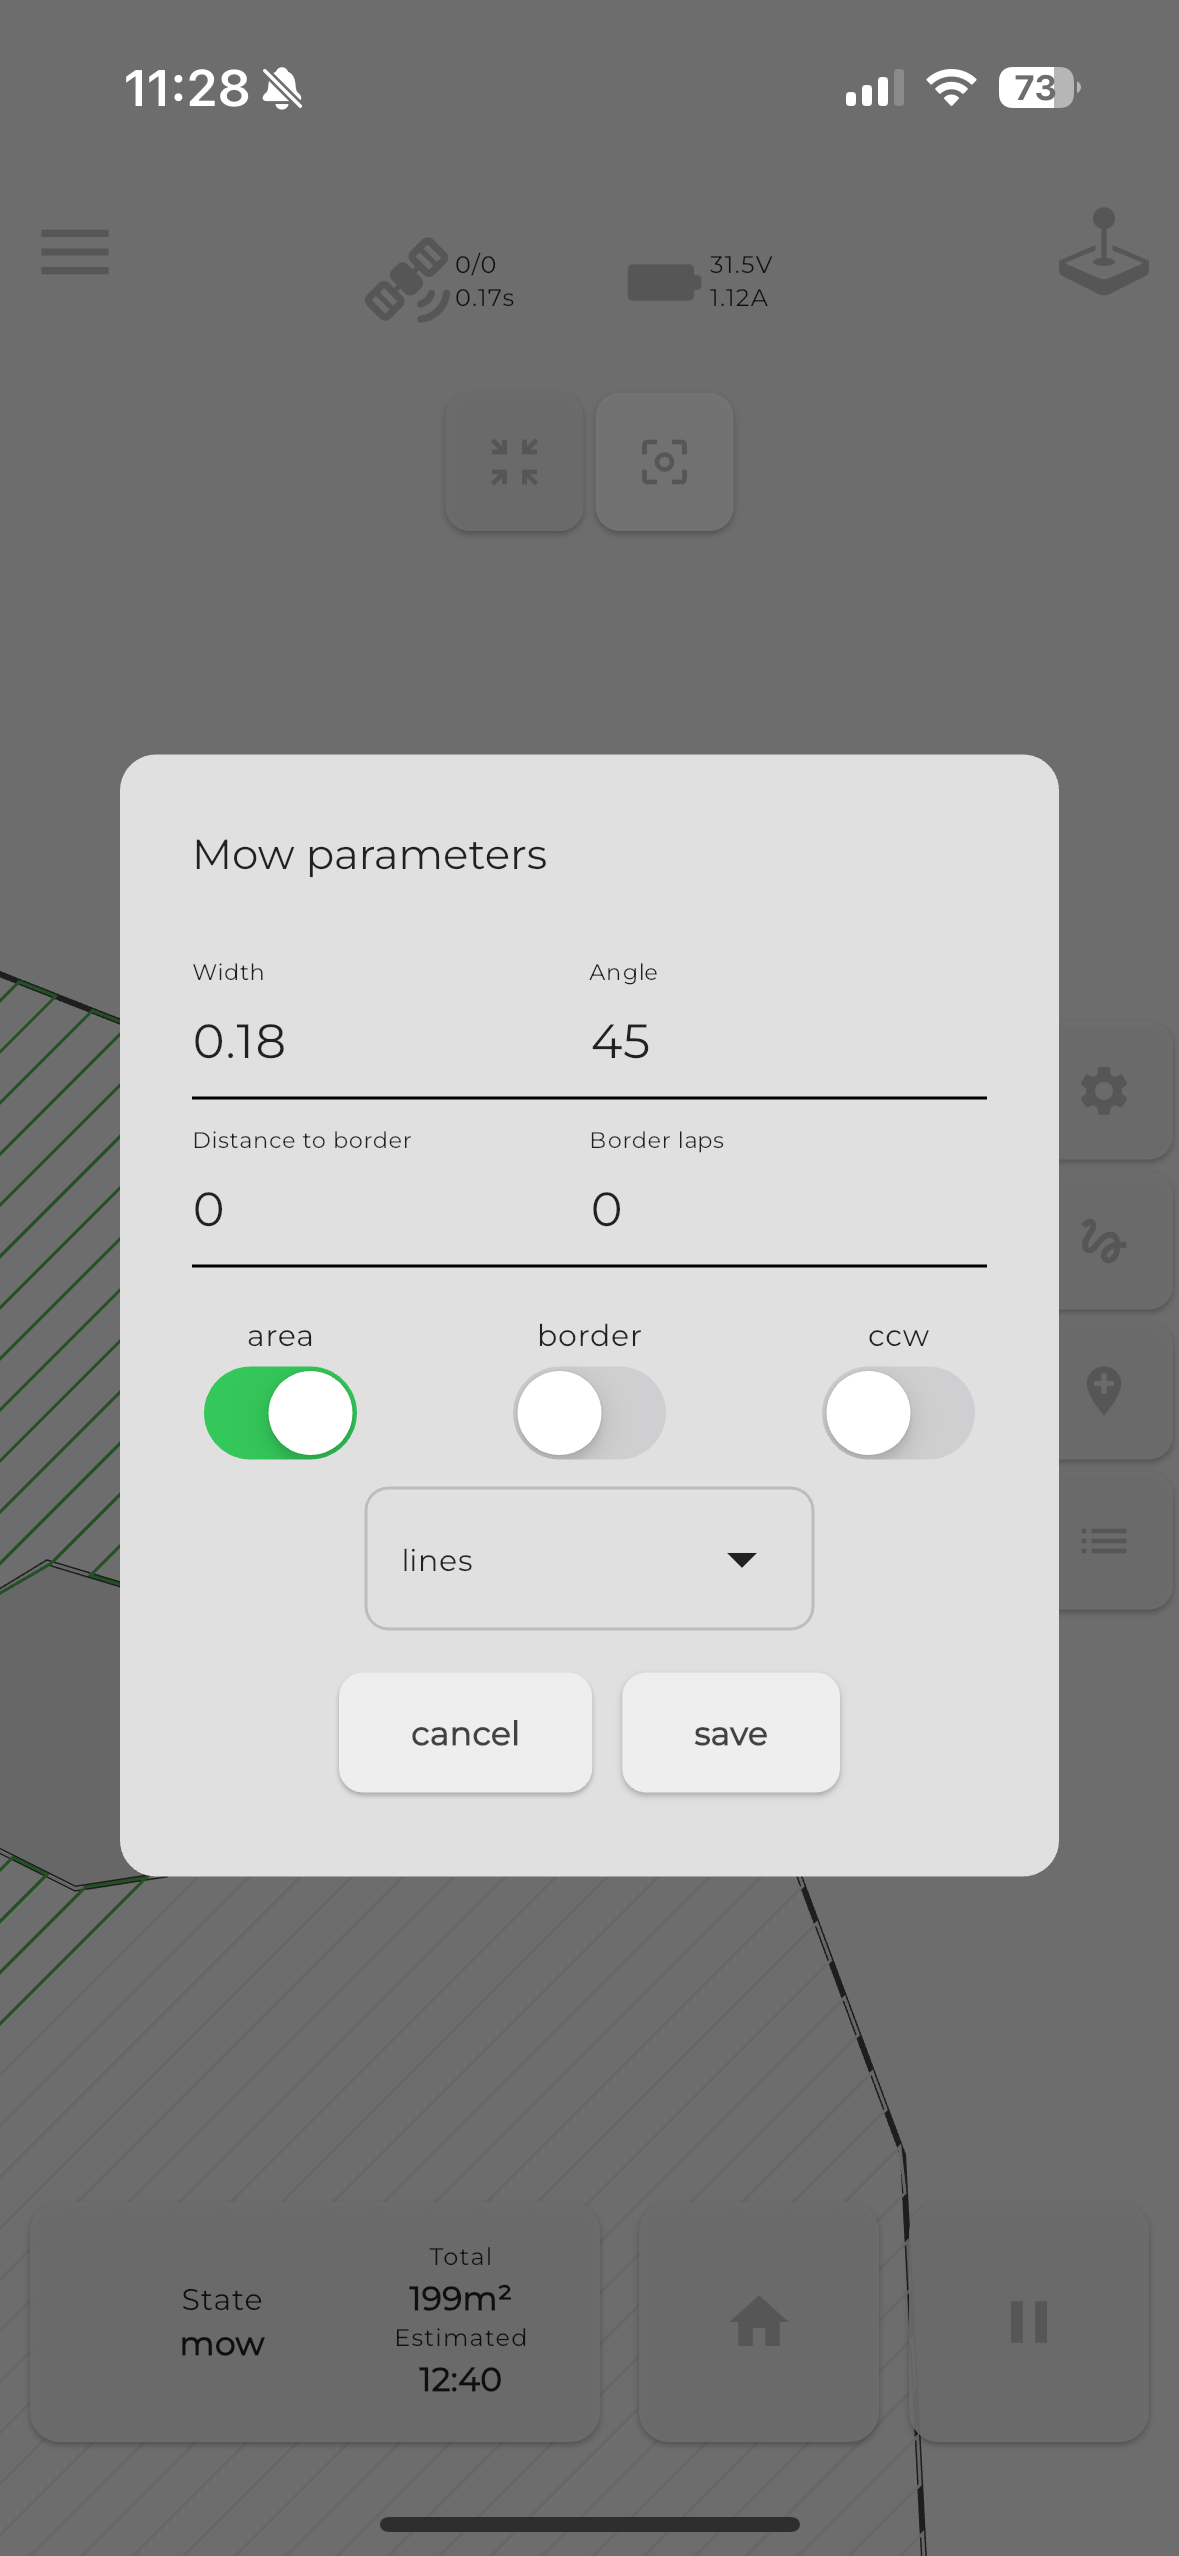 11:28
73
0/0
0.17s
31.5V
1.12A
Mow parameters
Width
Angle
0.18
45
Distance to border
Border laps
0
0
area
border
ccw
lines
cancel
save
State
mow
Total
199m²
Estimated
12:40